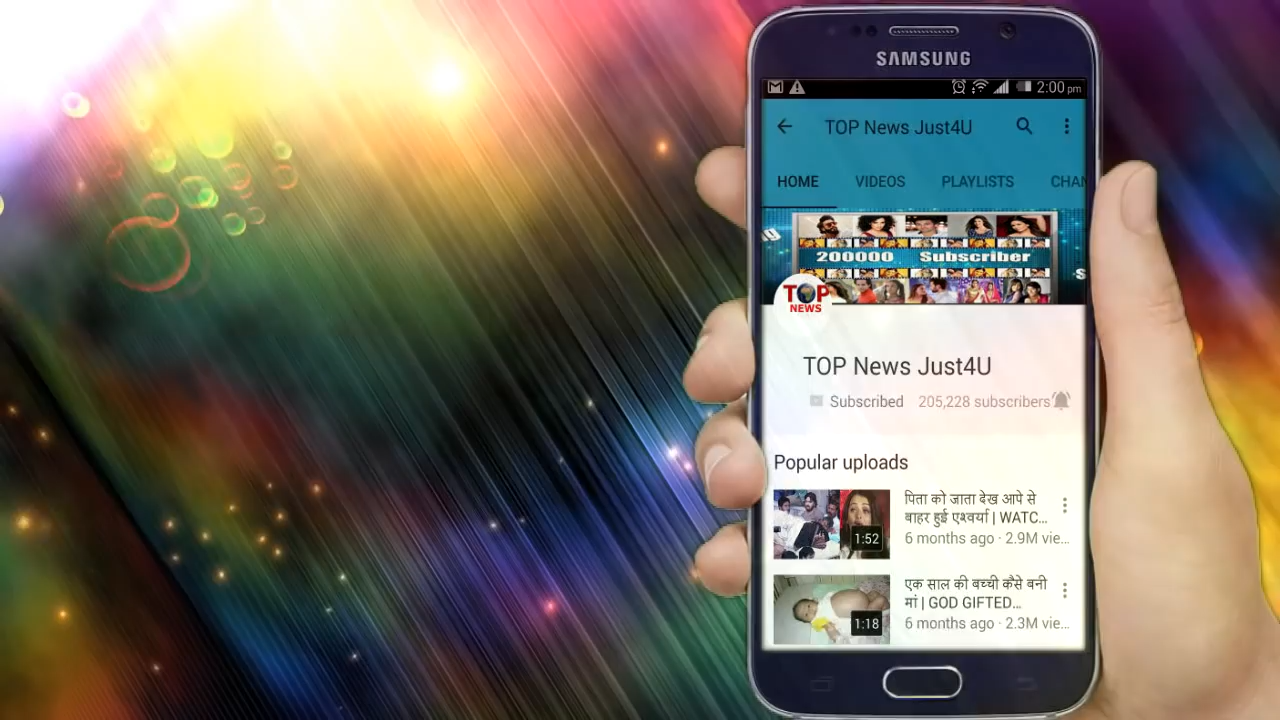 SAMSUNG
2:00 pm
TOP News Just4U
HOME VIDEOS PLAYLISTS CHAN
200000 Subscriber
TOP
NEWS
TOP News Just4U
Subscribed 205,228 subscribers
Popular uploads
पिता को जाता देख आपे से
बाहर हुई एश्वर्या | WATC...
1:52
6 months ago · 2.9M vie...
एक साल की बच्ची कैसे बनी
मां | GOD GIFTED...
1:18
6 months ago · 2.3M vie...